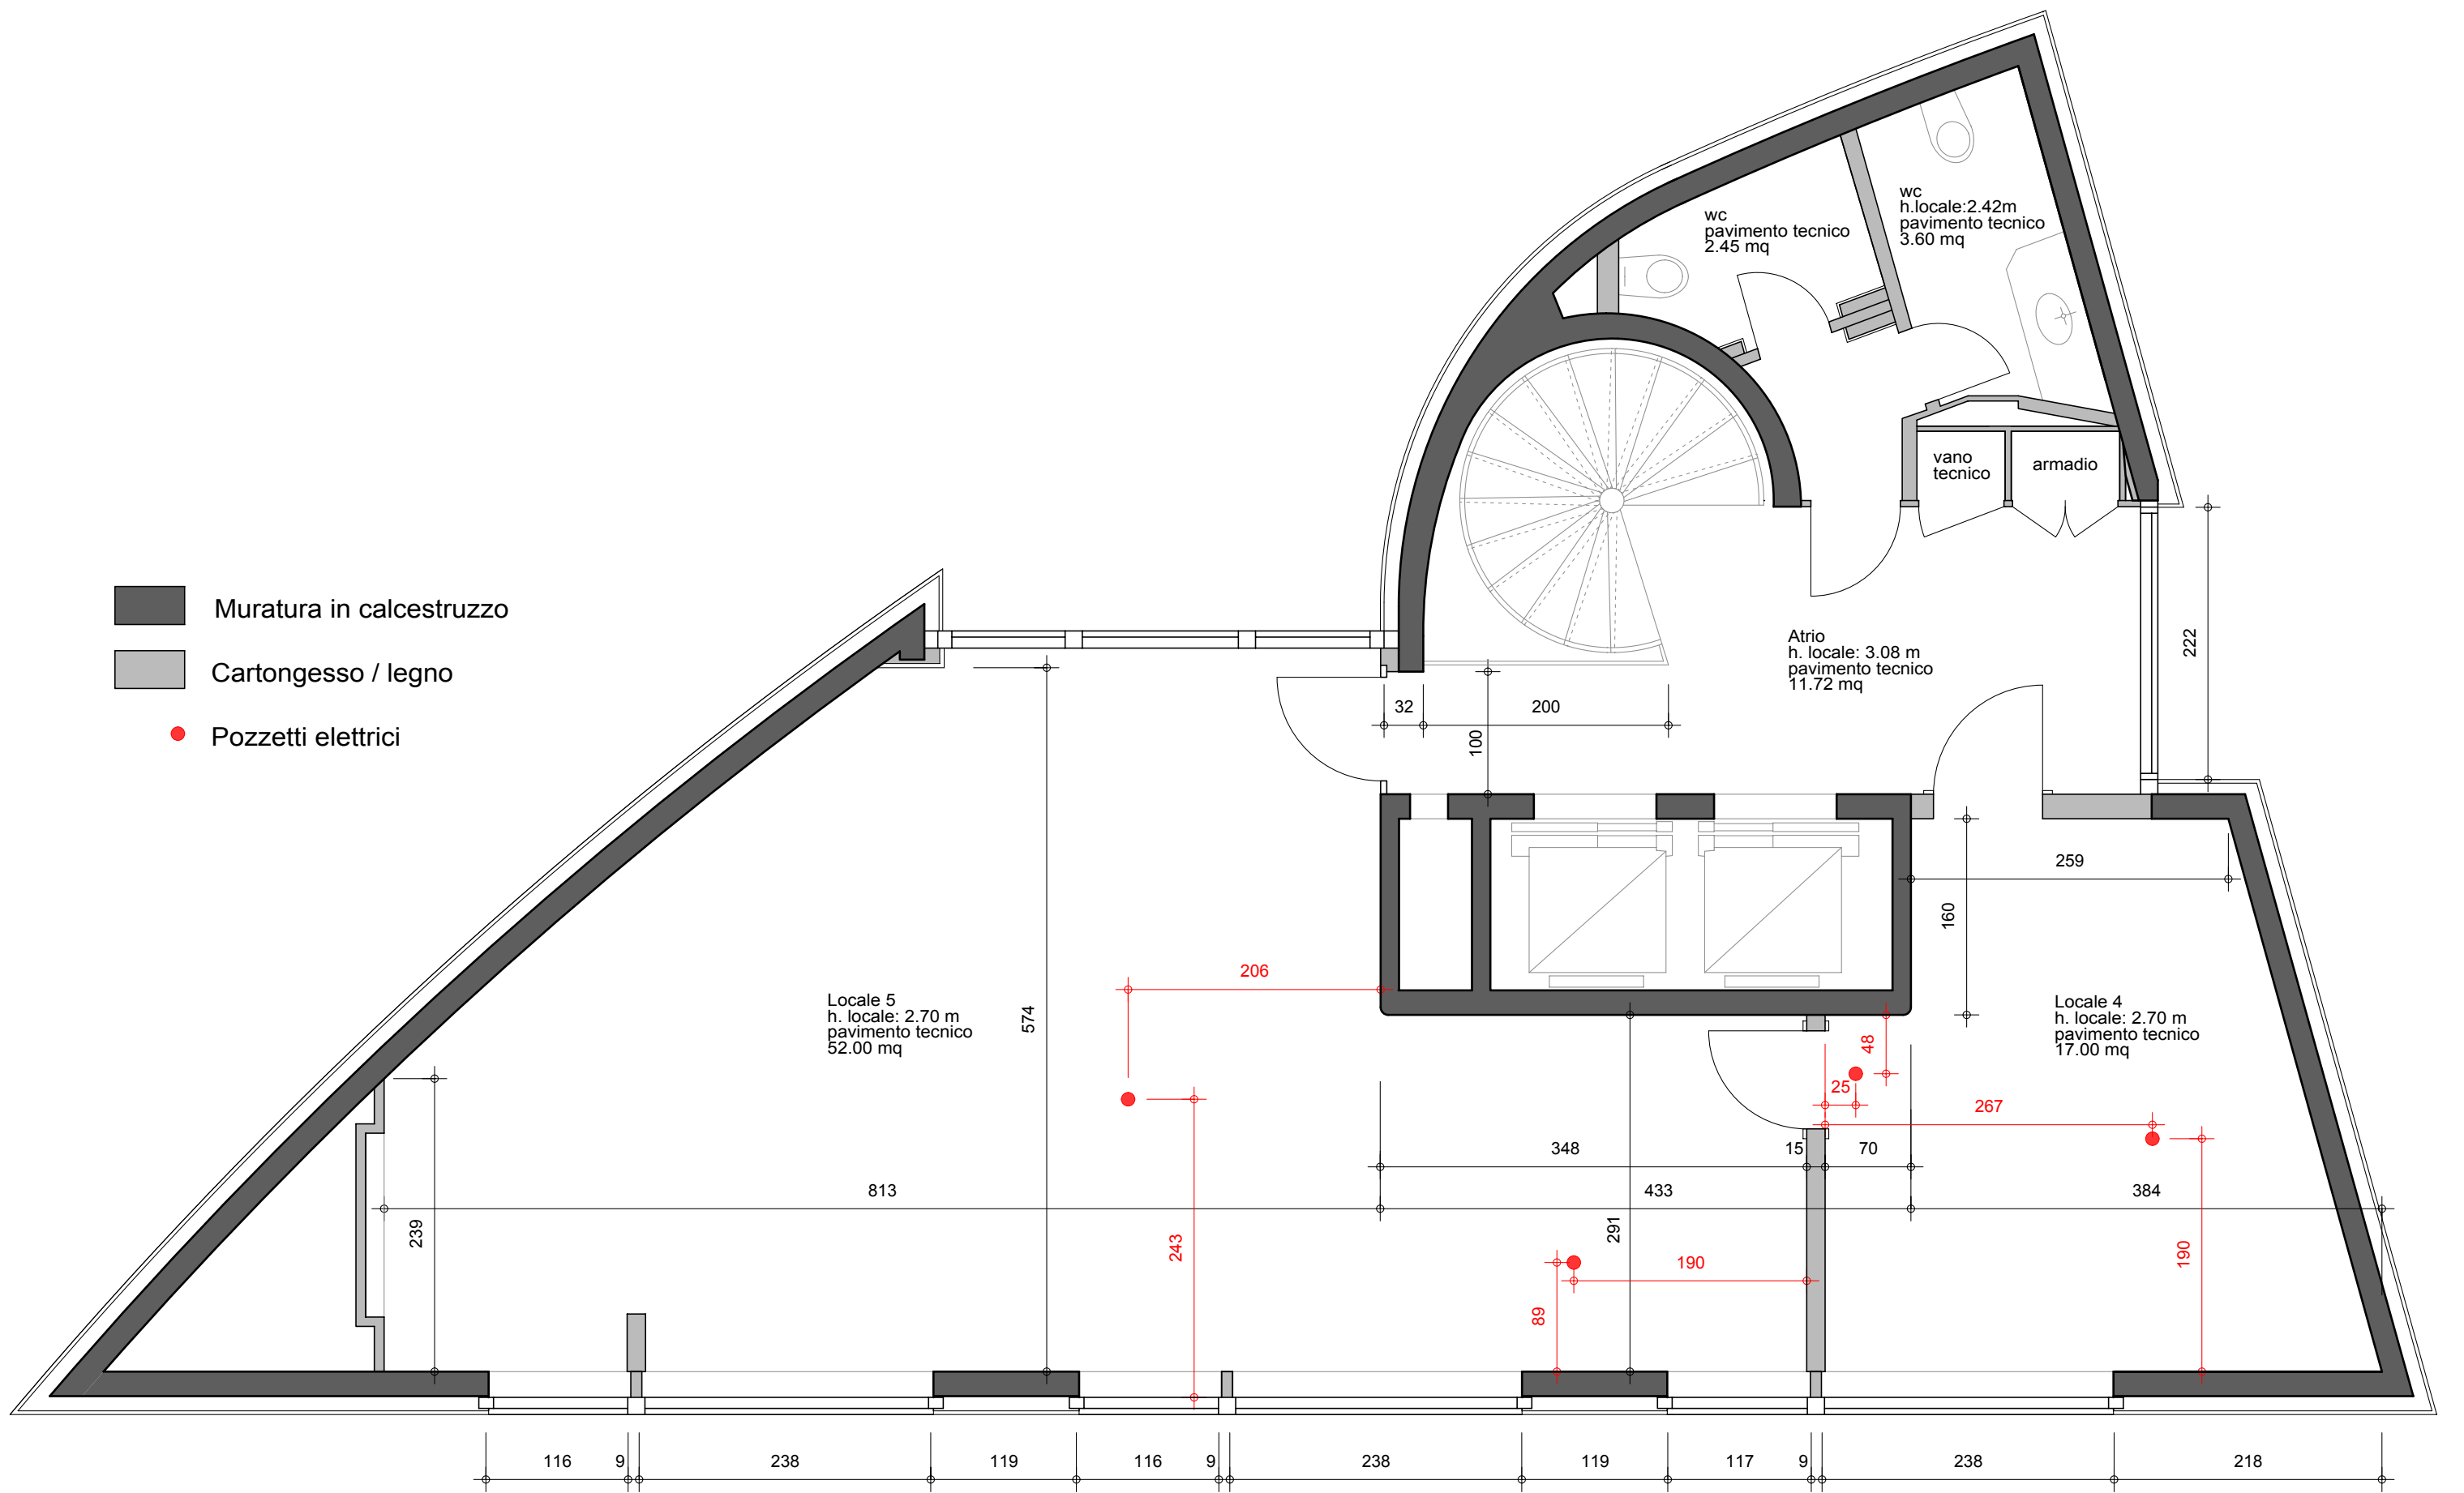 wc
h.locale:2.42m
pavimento tecnico
3.60 mq
wc
pavimento tecnico
2.45 mq
vano
tecnico
armadio
Muratura in calcestruzzo
Cartongesso / legno
Pozzetti elettrici
Atrio
h. locale: 3.08 m
pavimento tecnico
11.72 mq
222
32
200
100
259
160
206
Locale 5
h. locale: 2.70 m
pavimento tecnico
52.00 mq
574
Locale 4
h. locale: 2.70 m
pavimento tecnico
17.00 mq
48
25
267
348
15
70
813
433
384
239
243
291
190
190
89
116
9
238
119
116
9
238
119
117
9
238
218